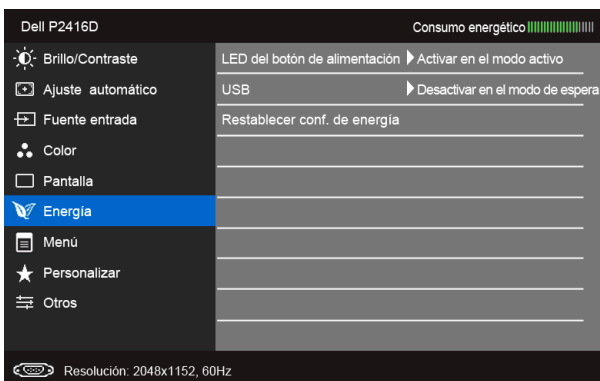 Dell P2416D Consumo energético
Brillo/Contraste LED del botón de alimentación Activar en el modo activo
Ajuste automático USB Desactivar en el modo de espera
Fuente entrada Restablecer conf. de energía
Color
Pantalla
Energía
Menú
Personalizar
Otros
Resolución: 2048x1152, 60Hz